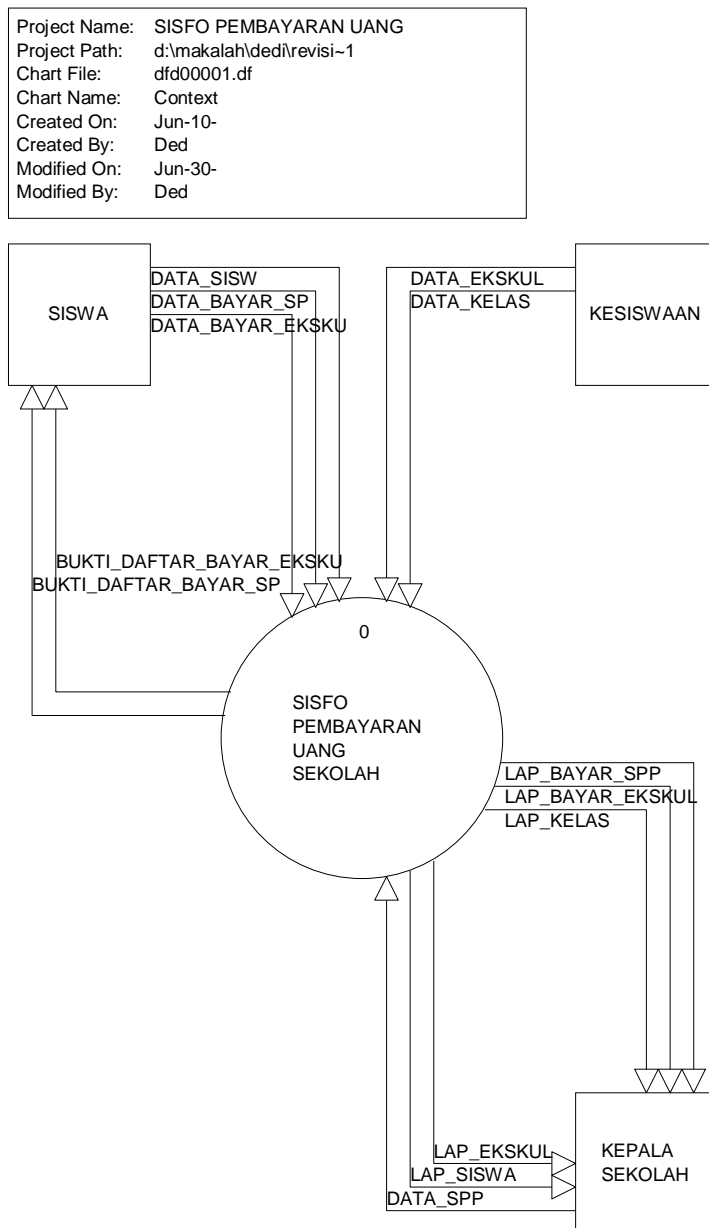 Project Name: SISFO PEMBAYARAN UANG
Project Path: d:\makalah\dedi\revisi~1
Chart File: dfd00001.df
Chart Name: Context
Created On: Jun-10-
Created By: Ded
Modified On: Jun-30-
Modified By: Ded
SISWA
DATA_SISW
DATA_BAYAR_SP
DATA_BAYAR_EKSKU
DATA_EKSKUL
DATA_KELAS
KESISWAAN
BUKTI_DAFTAR_BAYAR_EKSKU
BUKTI_DAFTAR_BAYAR_SP
0
SISFO
PEMBAYARAN
UANG
SEKOLAH
LAP_BAYAR_SPP
LAP_BAYAR_EKSKUL
LAP_KELAS
LAP_EKSKUL
LAP_SISWA
DATA_SPP
KEPALA
SEKOLAH